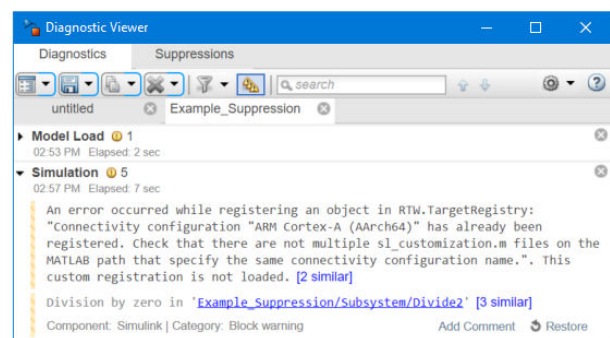 Diagnostic Viewer
Diagnostics Suppressions
search
untitled Example_Suppression
Model Load 1
02:53 PM Elapsed: 2 sec
Simulation 5
02:57 PM Elapsed: 7 sec
An error occurred while registering an object in RTW.TargetRegistry:
"Connectivity configuration "ARM Cortex-A (AArch64)" has already been
registered. Check that there are not multiple sl_customization.m files on the
MATLAB path that specify the same connectivity configuration name.". This
custom registration is not loaded. [2 similar]
Division by zero in 'Example_Suppression/Subsystem/Divide2' [3 similar]
Component: Simulink | Category: Block warning Add Comment Restore